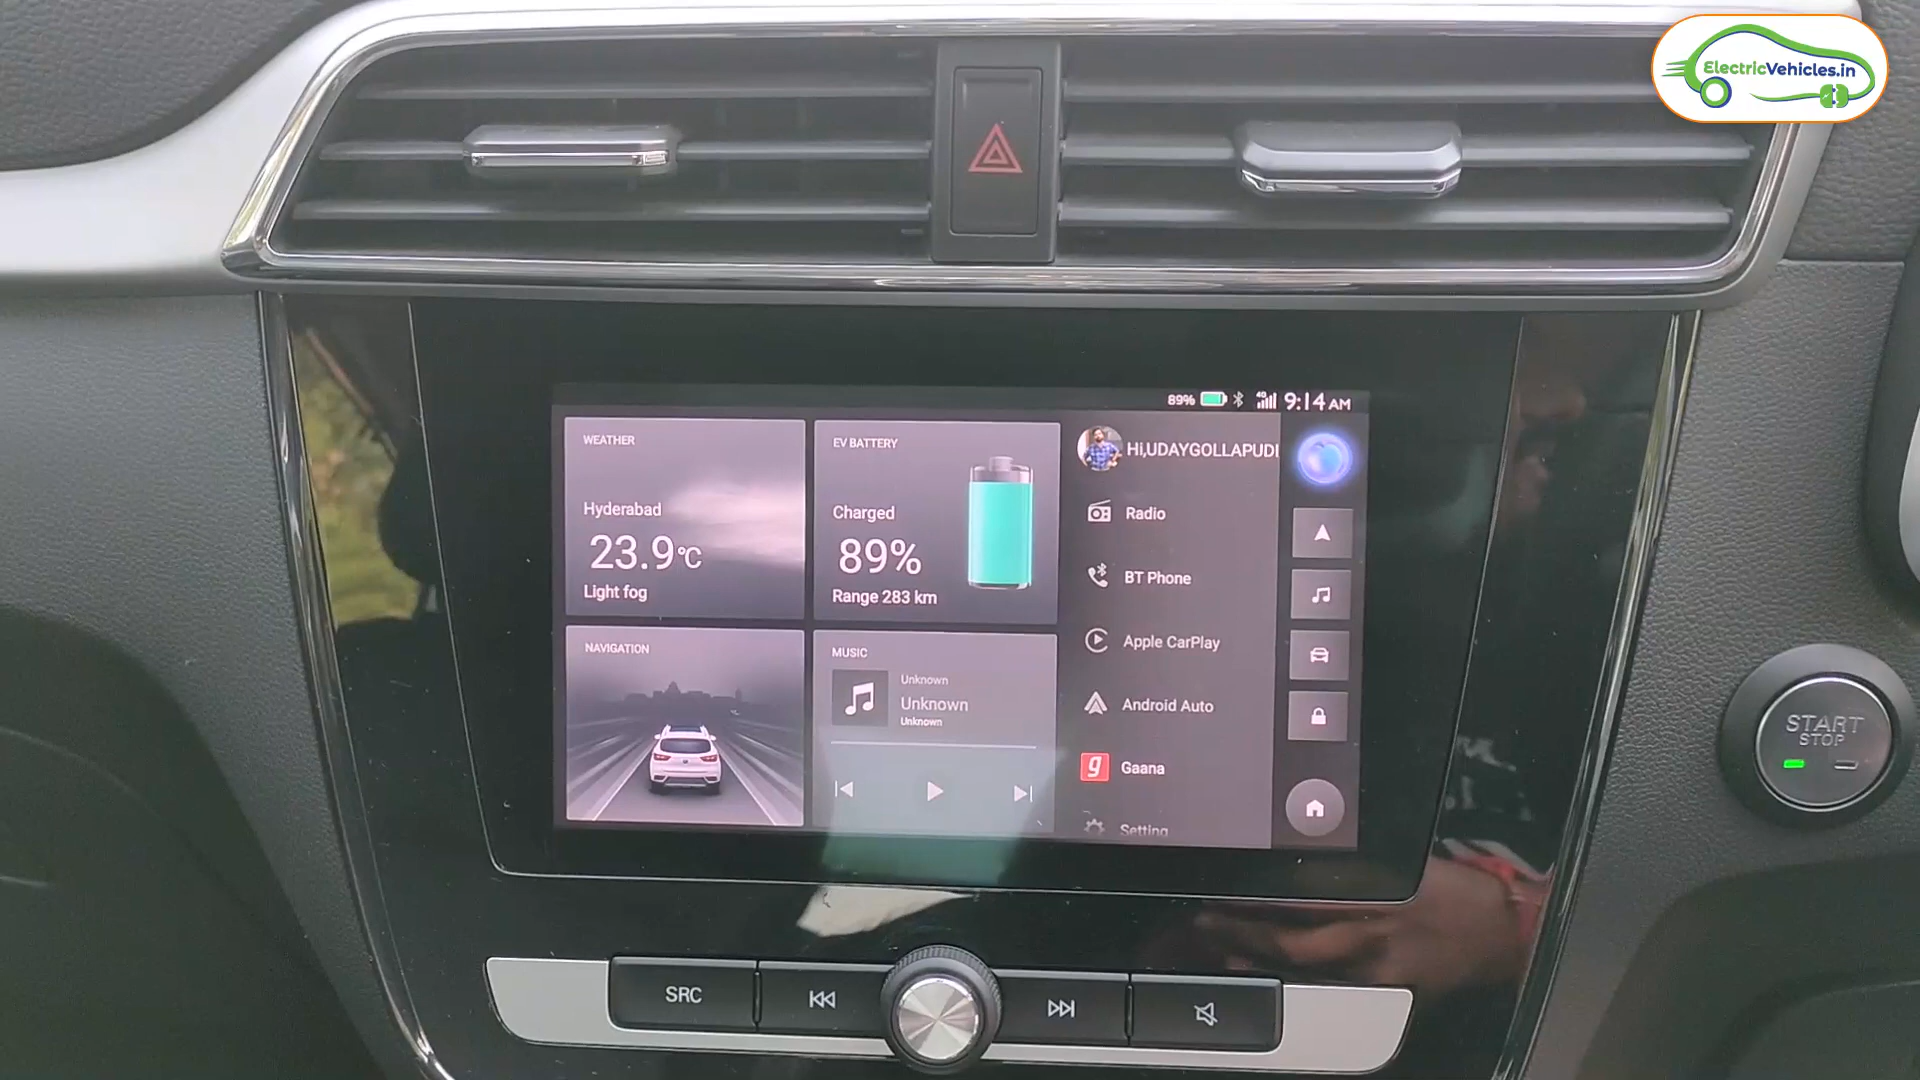 ElectricVehicles.in
89% 4G 9:14 AM
WEATHER
Hyderabad
23.9℃
Light fog
EV BATTERY
Charged
89%
Range 283 km
NAVIGATION
MUSIC
Unknown
Unknown
Unknown
Hi,UDAYGOLLAPUDI
Radio
BT Phone
Apple CarPlay
Android Auto
g Gaana
Setting
START
STOP
SRC